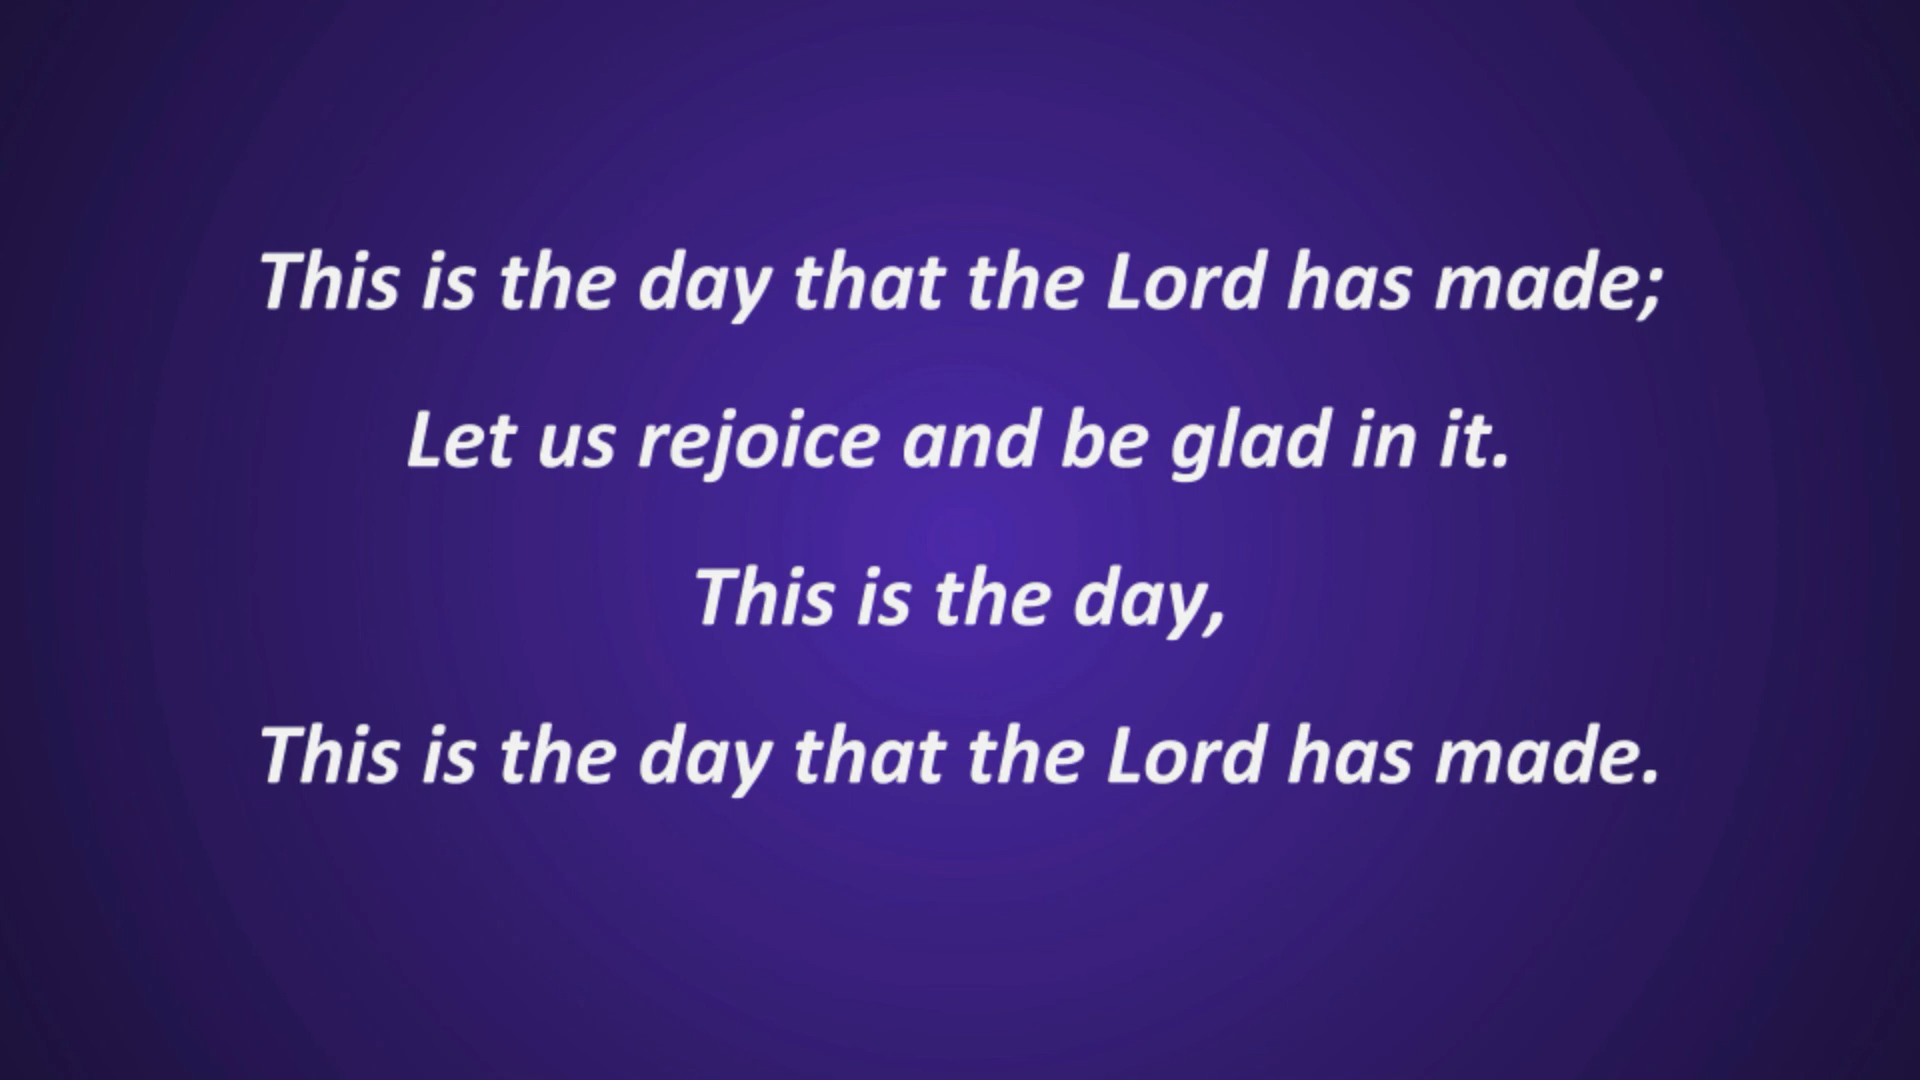 This is the day that the Lord has made;
Let us rejoice and be glad in it.
This is the day,
This is the day that the Lord has made.